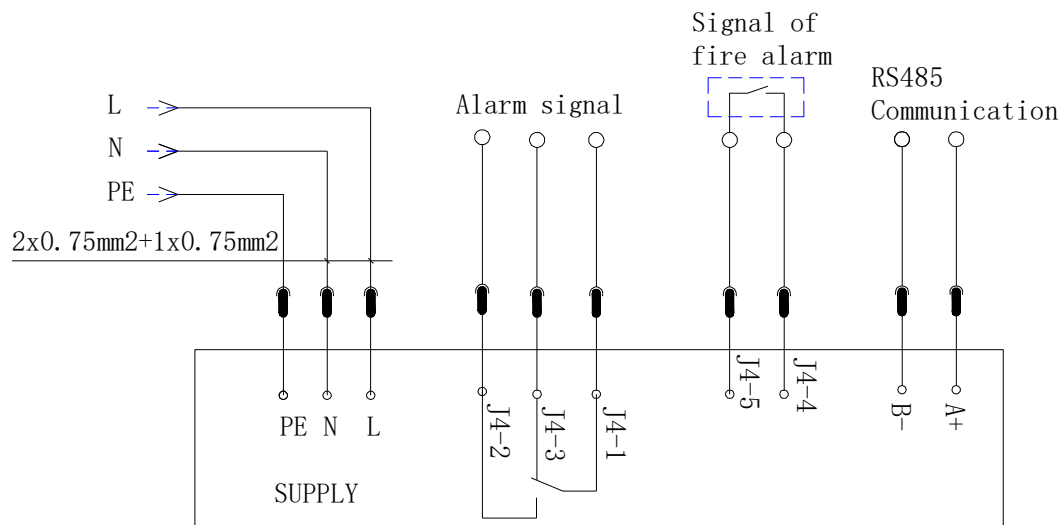 Signal of
fire alarm
RS485
Communication
Alarm signal
L
N
PE
2x0.75mm2+1x0.75mm2
PE N L
J4-2
J4-3
J4-1
J4-5
J4-4
B-
A+
SUPPLY